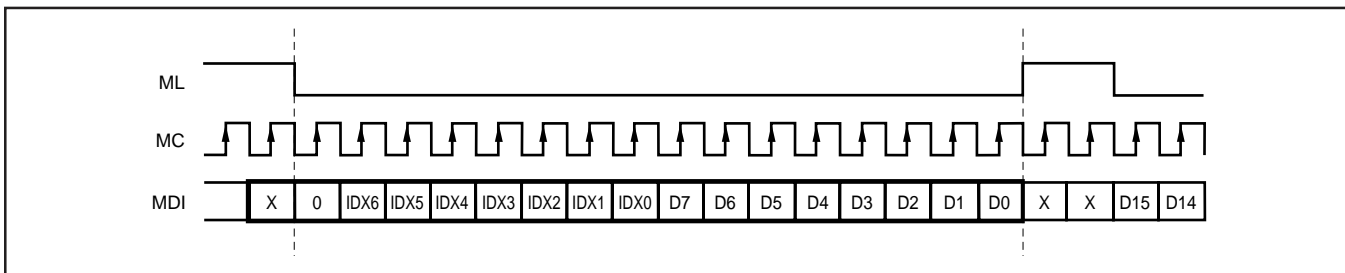 ML
MC
MDI X 0 IDX6 IDX5 IDX4 IDX3 IDX2 IDX1 IDX0 D7 D6 D5 D4 D3 D2 D1 D0 X X D15 D14